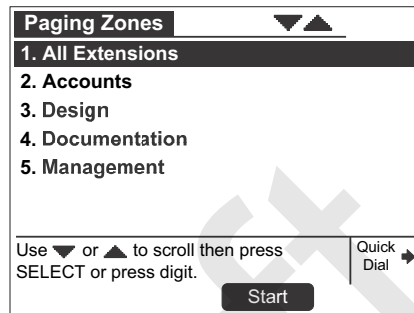 Paging Zones
1. All Extensions
2. Accounts
3. Design
4. Documentation
5. Management
Use ▼ or ▲ to scroll then press
SELECT or press digit.
Quick
Dial
Start